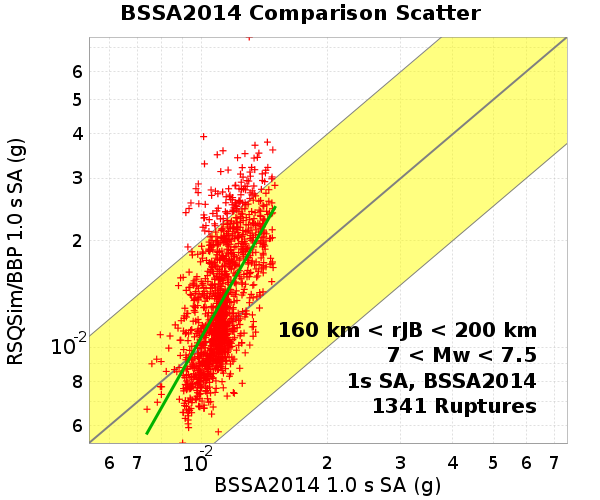 BSSA2014 Comparison Scatter
RSQSim/BBP 1.0 s SA (g)
6
5
4
3
2
10-2
8
6
160 km < rJB < 200 km
7 < Mw < 7.5
1s SA, BSSA2014
1341 Ruptures
6 7 10-2 2 3 4 5 6 7
BSSA2014 1.0 s SA (g)